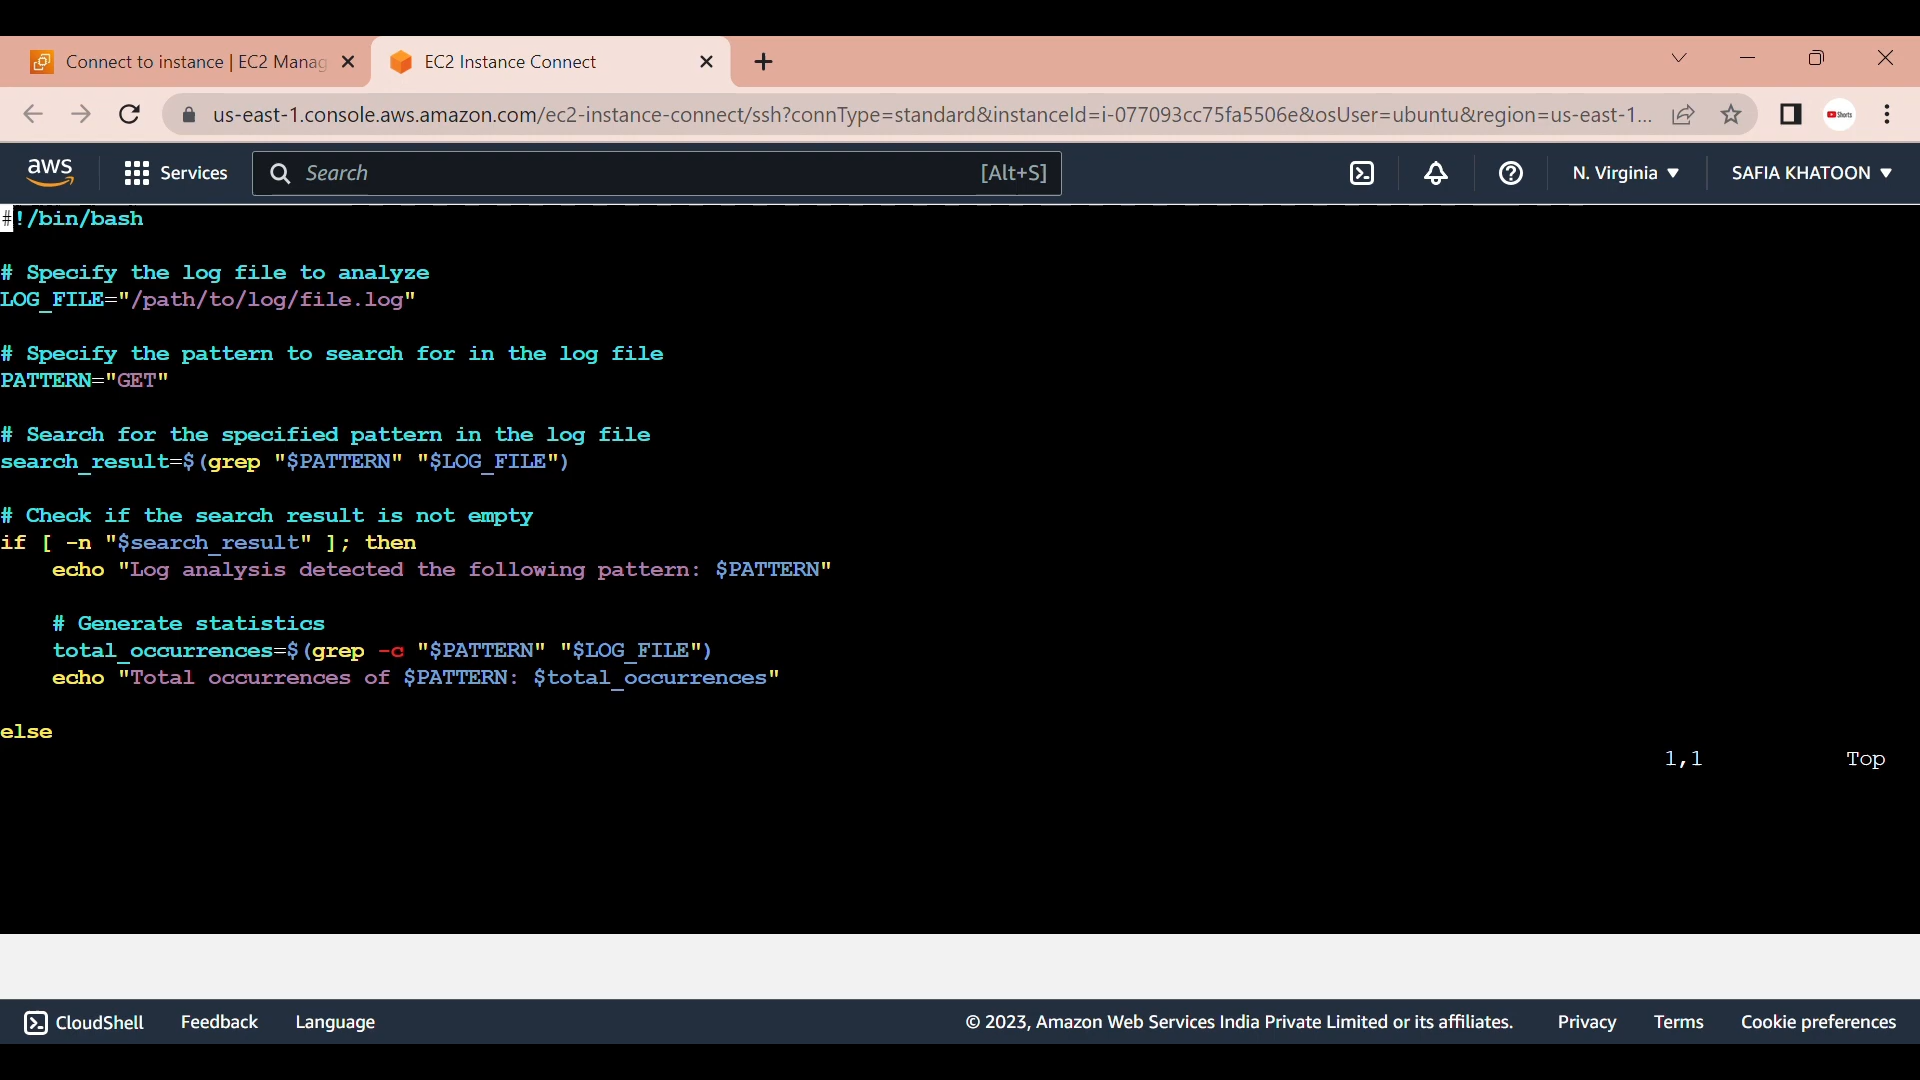 Connect to instance | EC2 Manag
EC2 Instance Connect
us-east-1.console.aws.amazon.com/ec2-instance-connect/ssh?connType=standard&instanceId=i-077093cc75fa5506e&osUser=ubuntu&region=us-east-1...
Shorts
aws
Services
Search
[Alt+S]
N. Virginia
SAFIA KHATOON
#!/bin/bash
# Specify the log file to analyze
LOG_FILE="/path/to/log/file.log"
# Specify the pattern to search for in the log file
PATTERN="GET"
# Search for the specified pattern in the log file
search_result=$(grep "$PATTERN" "$LOG_FILE")
# Check if the search result is not empty
if [ -n "$search_result" ]; then
    echo "Log analysis detected the following pattern: $PATTERN"
    # Generate statistics
    total_occurrences=$(grep -c "$PATTERN" "$LOG_FILE")
    echo "Total occurrences of $PATTERN: $total_occurrences"
else
1,1 Top
CloudShell
Feedback
Language
© 2023, Amazon Web Services India Private Limited or its affiliates.
Privacy
Terms
Cookie preferences